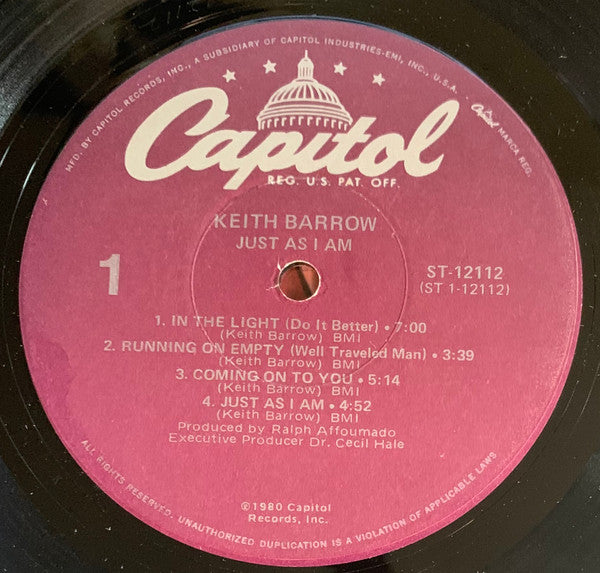 MFD. BY CAPITOL RECORDS, INC., A SUBSIDIARY OF CAPITOL INDUSTRIES-EMI, INC., U.S.A.
Capitol MARCA REG.
Capitol
REG. U.S. PAT. OFF.
KEITH BARROW
JUST AS I AM
1
ST-12112
(ST 1-12112)
1. IN THE LIGHT (Do It Better) • 7:00
(Keith Barrow) BMI
2. RUNNING ON EMPTY (Well Traveled Man) • 3:39
(Keith Barrow) BMI
3. COMING ON TO YOU • 5:14
(Keith Barrow) BMI
4. JUST AS I AM • 4:52
(Keith Barrow) BMI
Produced by Ralph Affoumado
Executive Producer Dr. Cecil Hale
©1980 Capitol
Records, Inc.
ALL RIGHTS RESERVED. UNAUTHORIZED DUPLICATION IS A VIOLATION OF APPLICABLE LAWS